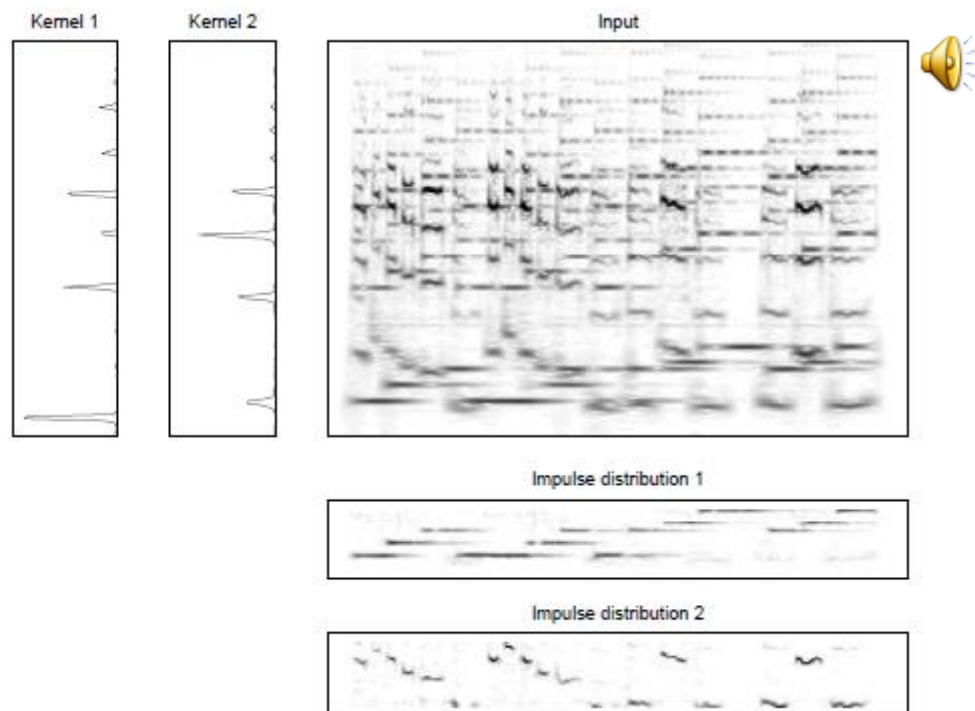 Kernel 1
Kernel 2
Input
Impulse distribution 1
Impulse distribution 2